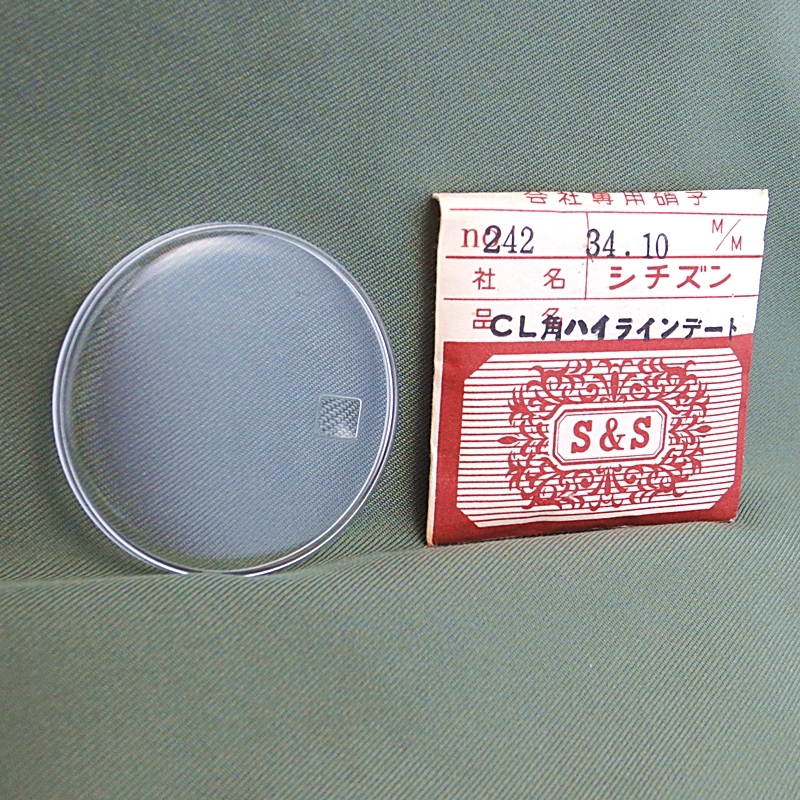 会社専用硝子
no242 34.10 M/M
社名 シチズン
品名 CL角ハイラインデート
S&S